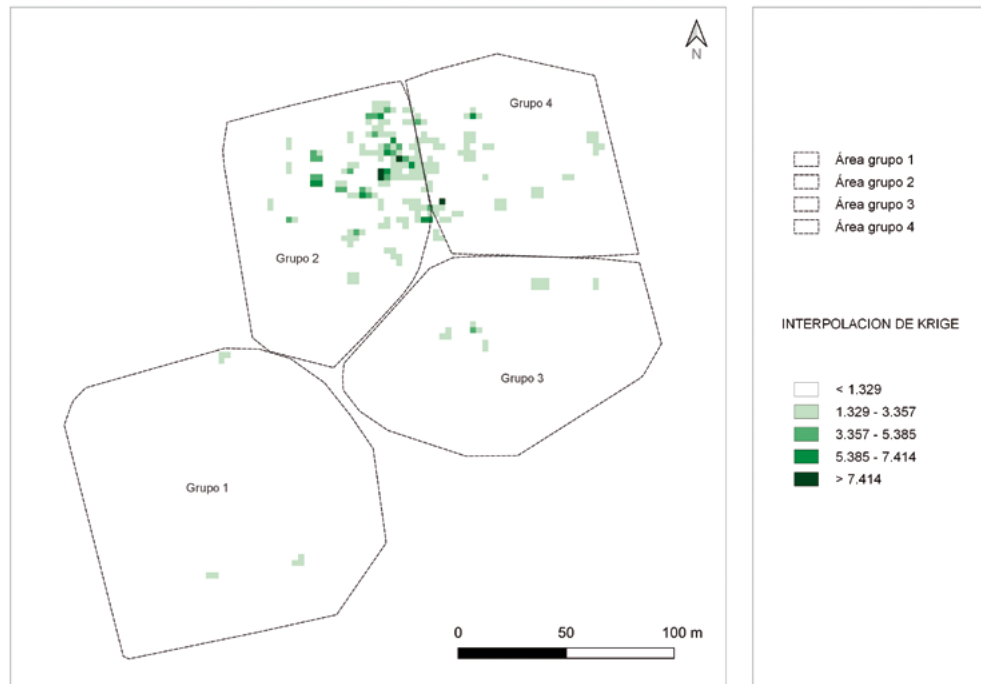 N
Grupo 4
Grupo 2
Grupo 3
Grupo 1
0 50 100 m
Área grupo 1
Área grupo 2
Área grupo 3
Área grupo 4
INTERPOLACION DE KRIGE
< 1.329
1.329 - 3.357
3.357 - 5.385
5.385 - 7.414
> 7.414